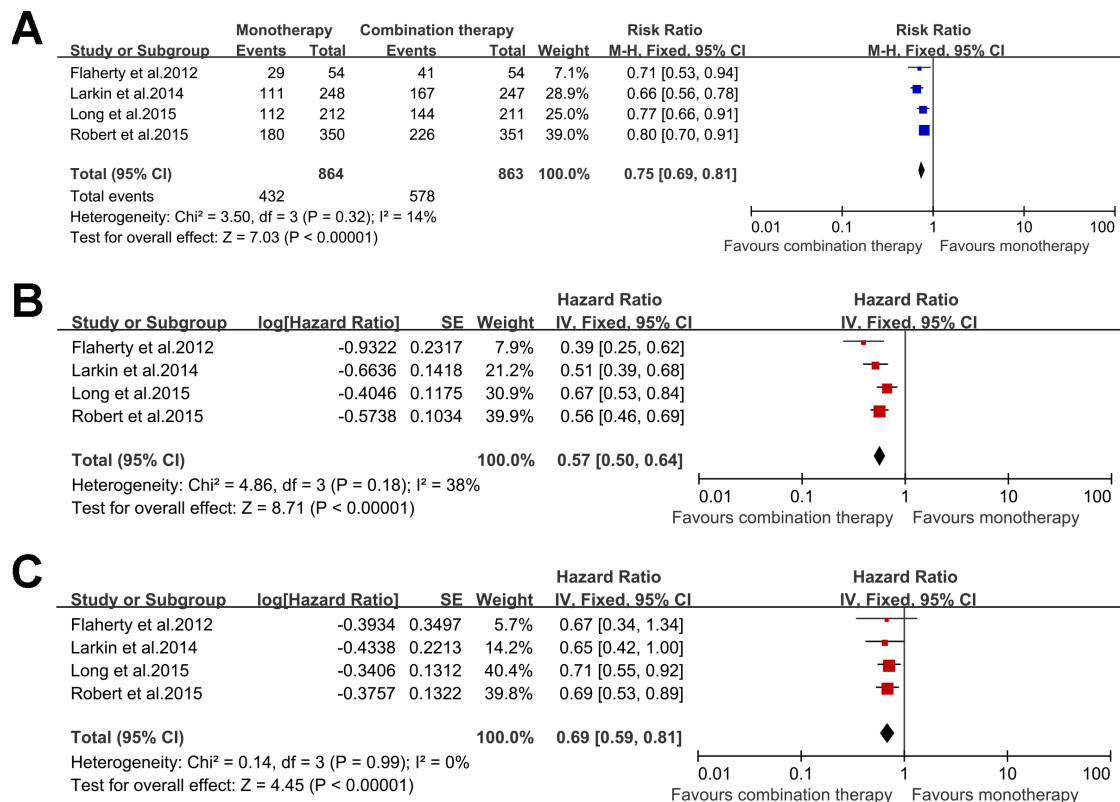 A
Monotherapy Combination therapy Risk Ratio Risk Ratio
Study or Subgroup Events Total Events Total Weight M-H, Fixed, 95% CI M-H, Fixed, 95% CI
Flaherty et al.2012 29 54 41 54 7.1% 0.71 [0.53, 0.94]
Larkin et al.2014 111 248 167 247 28.9% 0.66 [0.56, 0.78]
Long et al.2015 112 212 144 211 25.0% 0.77 [0.66, 0.91]
Robert et al.2015 180 350 226 351 39.0% 0.80 [0.70, 0.91]
Total (95% CI) 864 863 100.0% 0.75 [0.69, 0.81]
Total events 432 578
Heterogeneity: Chi² = 3.50, df = 3 (P = 0.32); I² = 14%
Test for overall effect: Z = 7.03 (P < 0.00001)
0.01 0.1 1 10 100
Favours combination therapy Favours monotherapy
B
Hazard Ratio Hazard Ratio
Study or Subgroup log[Hazard Ratio] SE Weight IV, Fixed, 95% CI IV, Fixed, 95% CI
Flaherty et al.2012 -0.9322 0.2317 7.9% 0.39 [0.25, 0.62]
Larkin et al.2014 -0.6636 0.1418 21.2% 0.51 [0.39, 0.68]
Long et al.2015 -0.4046 0.1175 30.9% 0.67 [0.53, 0.84]
Robert et al.2015 -0.5738 0.1034 39.9% 0.56 [0.46, 0.69]
Total (95% CI) 100.0% 0.57 [0.50, 0.64]
Heterogeneity: Chi² = 4.86, df = 3 (P = 0.18); I² = 38%
Test for overall effect: Z = 8.71 (P < 0.00001)
0.01 0.1 1 10 100
Favours combination therapy Favours monotherapy
C
Hazard Ratio Hazard Ratio
Study or Subgroup log[Hazard Ratio] SE Weight IV, Fixed, 95% CI IV, Fixed, 95% CI
Flaherty et al.2012 -0.3934 0.3497 5.7% 0.67 [0.34, 1.34]
Larkin et al.2014 -0.4338 0.2213 14.2% 0.65 [0.42, 1.00]
Long et al.2015 -0.3406 0.1312 40.4% 0.71 [0.55, 0.92]
Robert et al.2015 -0.3757 0.1322 39.8% 0.69 [0.53, 0.89]
Total (95% CI) 100.0% 0.69 [0.59, 0.81]
Heterogeneity: Chi² = 0.14, df = 3 (P = 0.99); I² = 0%
Test for overall effect: Z = 4.45 (P < 0.00001)
0.01 0.1 1 10 100
Favours combination therapy Favours monotherapy